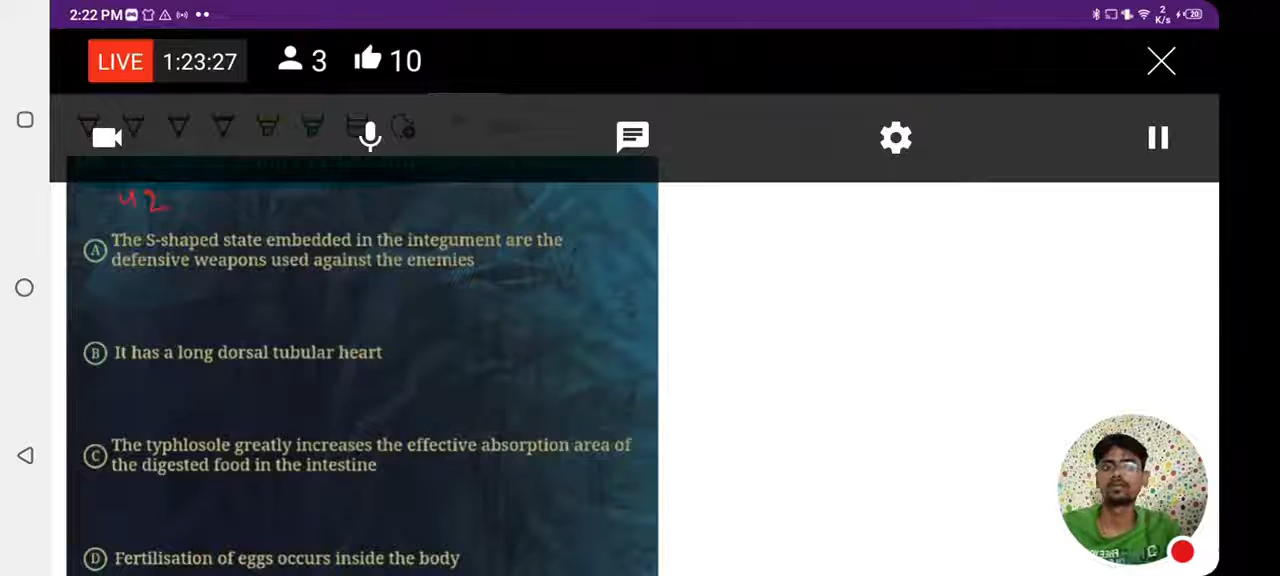 2:22 PM
2
K/s
20
LIVE 1:23:27 3 10
42
A The S-shaped state embedded in the integument are the
defensive weapons used against the enemies
B It has a long dorsal tubular heart
C The typhlosole greatly increases the effective absorption area of
the digested food in the intestine
D Fertilisation of eggs occurs inside the body